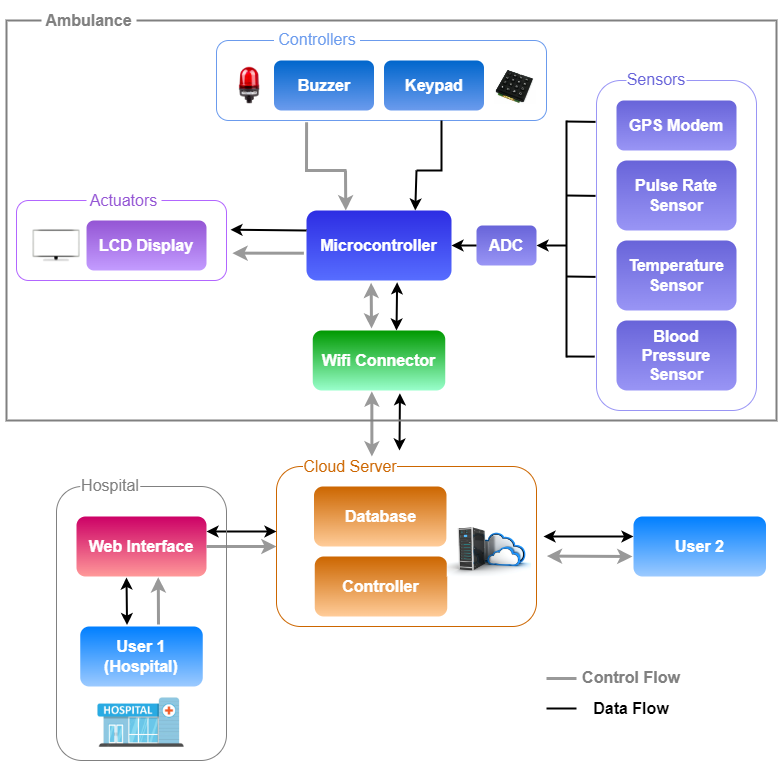 Ambulance
Controllers
Buzzer
Keypad
Sensors
GPS Modem
Pulse Rate
Sensor
Temperature
Sensor
Blood
Pressure
Sensor
Actuators
LCD Display
Microcontroller
ADC
Wifi Connector
Cloud Server
Database
Controller
Hospital
Web Interface
User 1
(Hospital)
HOSPITAL
User 2
Control Flow
Data Flow